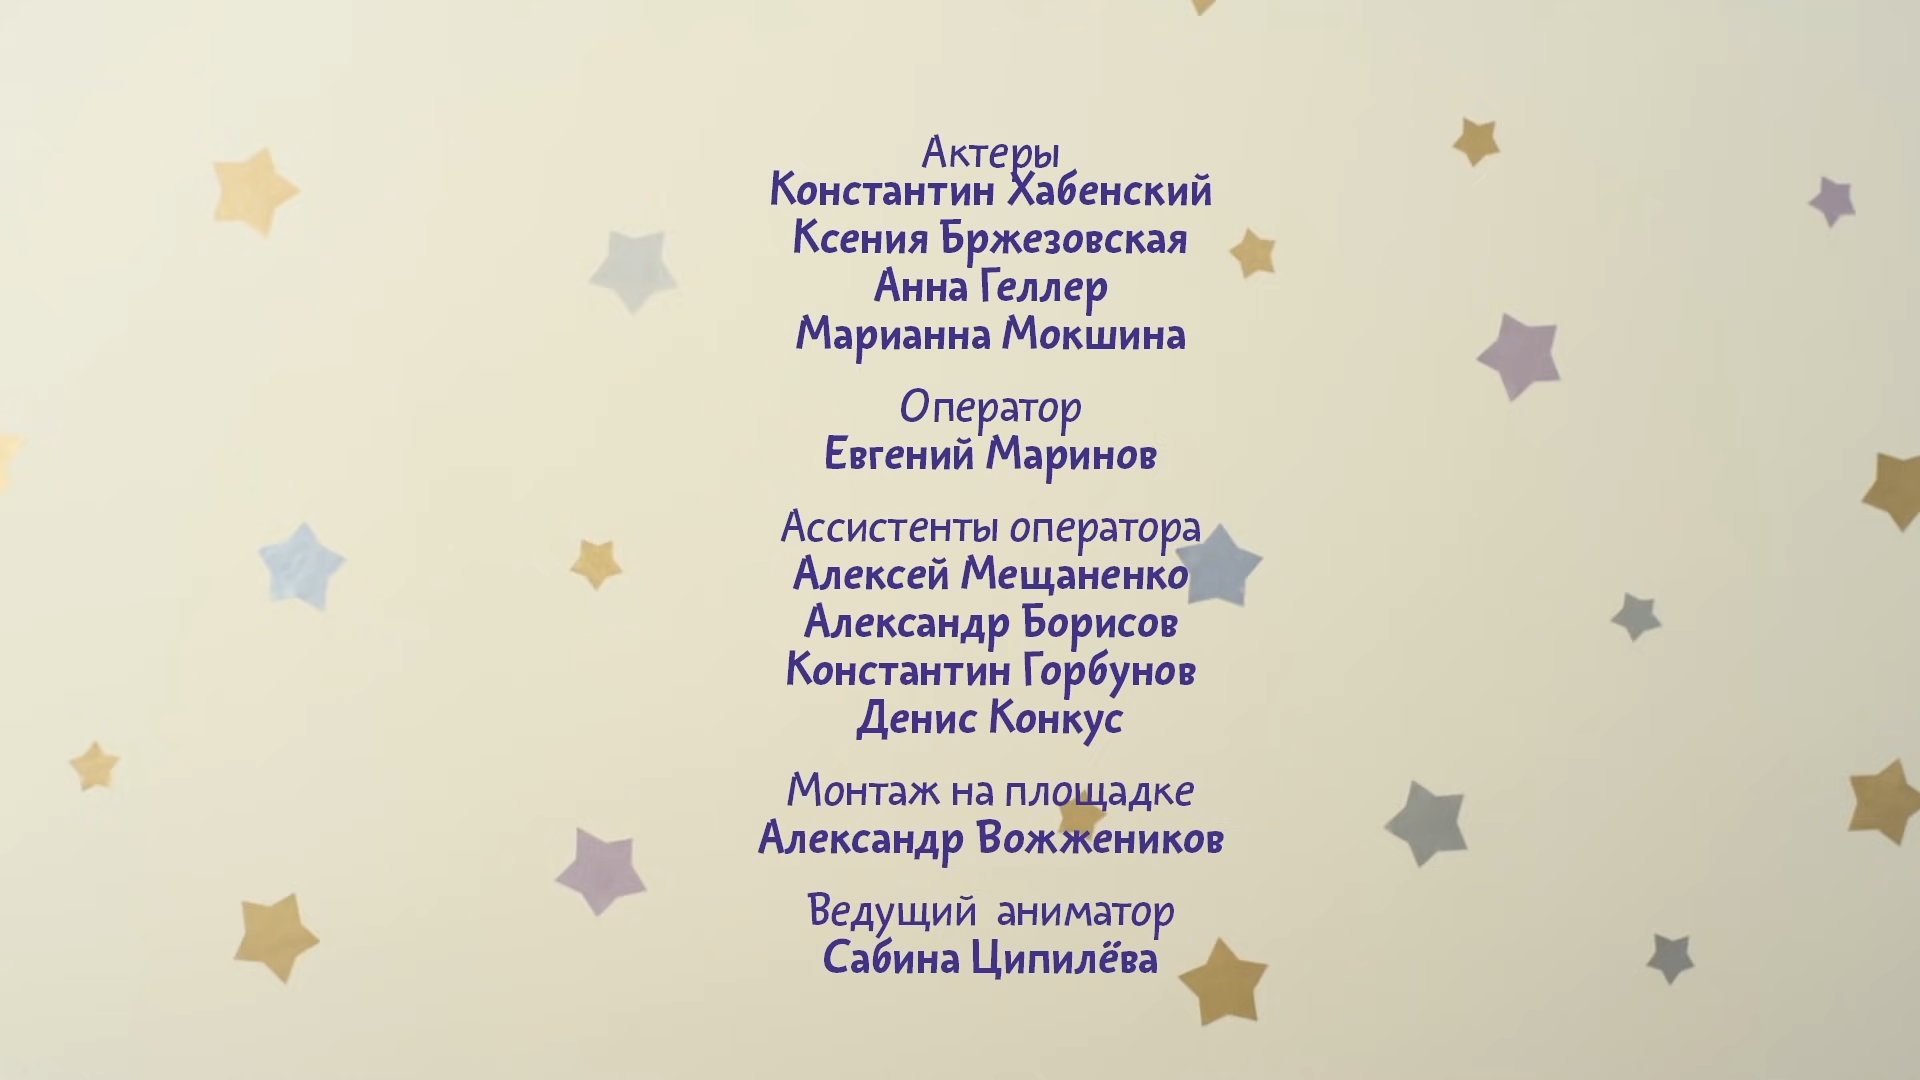 Актеры
Константин Хабенский
Ксения Бржезовская
Анна Геллер
Марианна Мокшина
Оператор
Евгений Маринов
Ассистенты оператора
Алексей Мещаненко
Александр Борисов
Константин Горбунов
Денис Конкус
Монтаж на площадке
Александр Вожжеников
Ведущий аниматор
Сабина Ципилёва